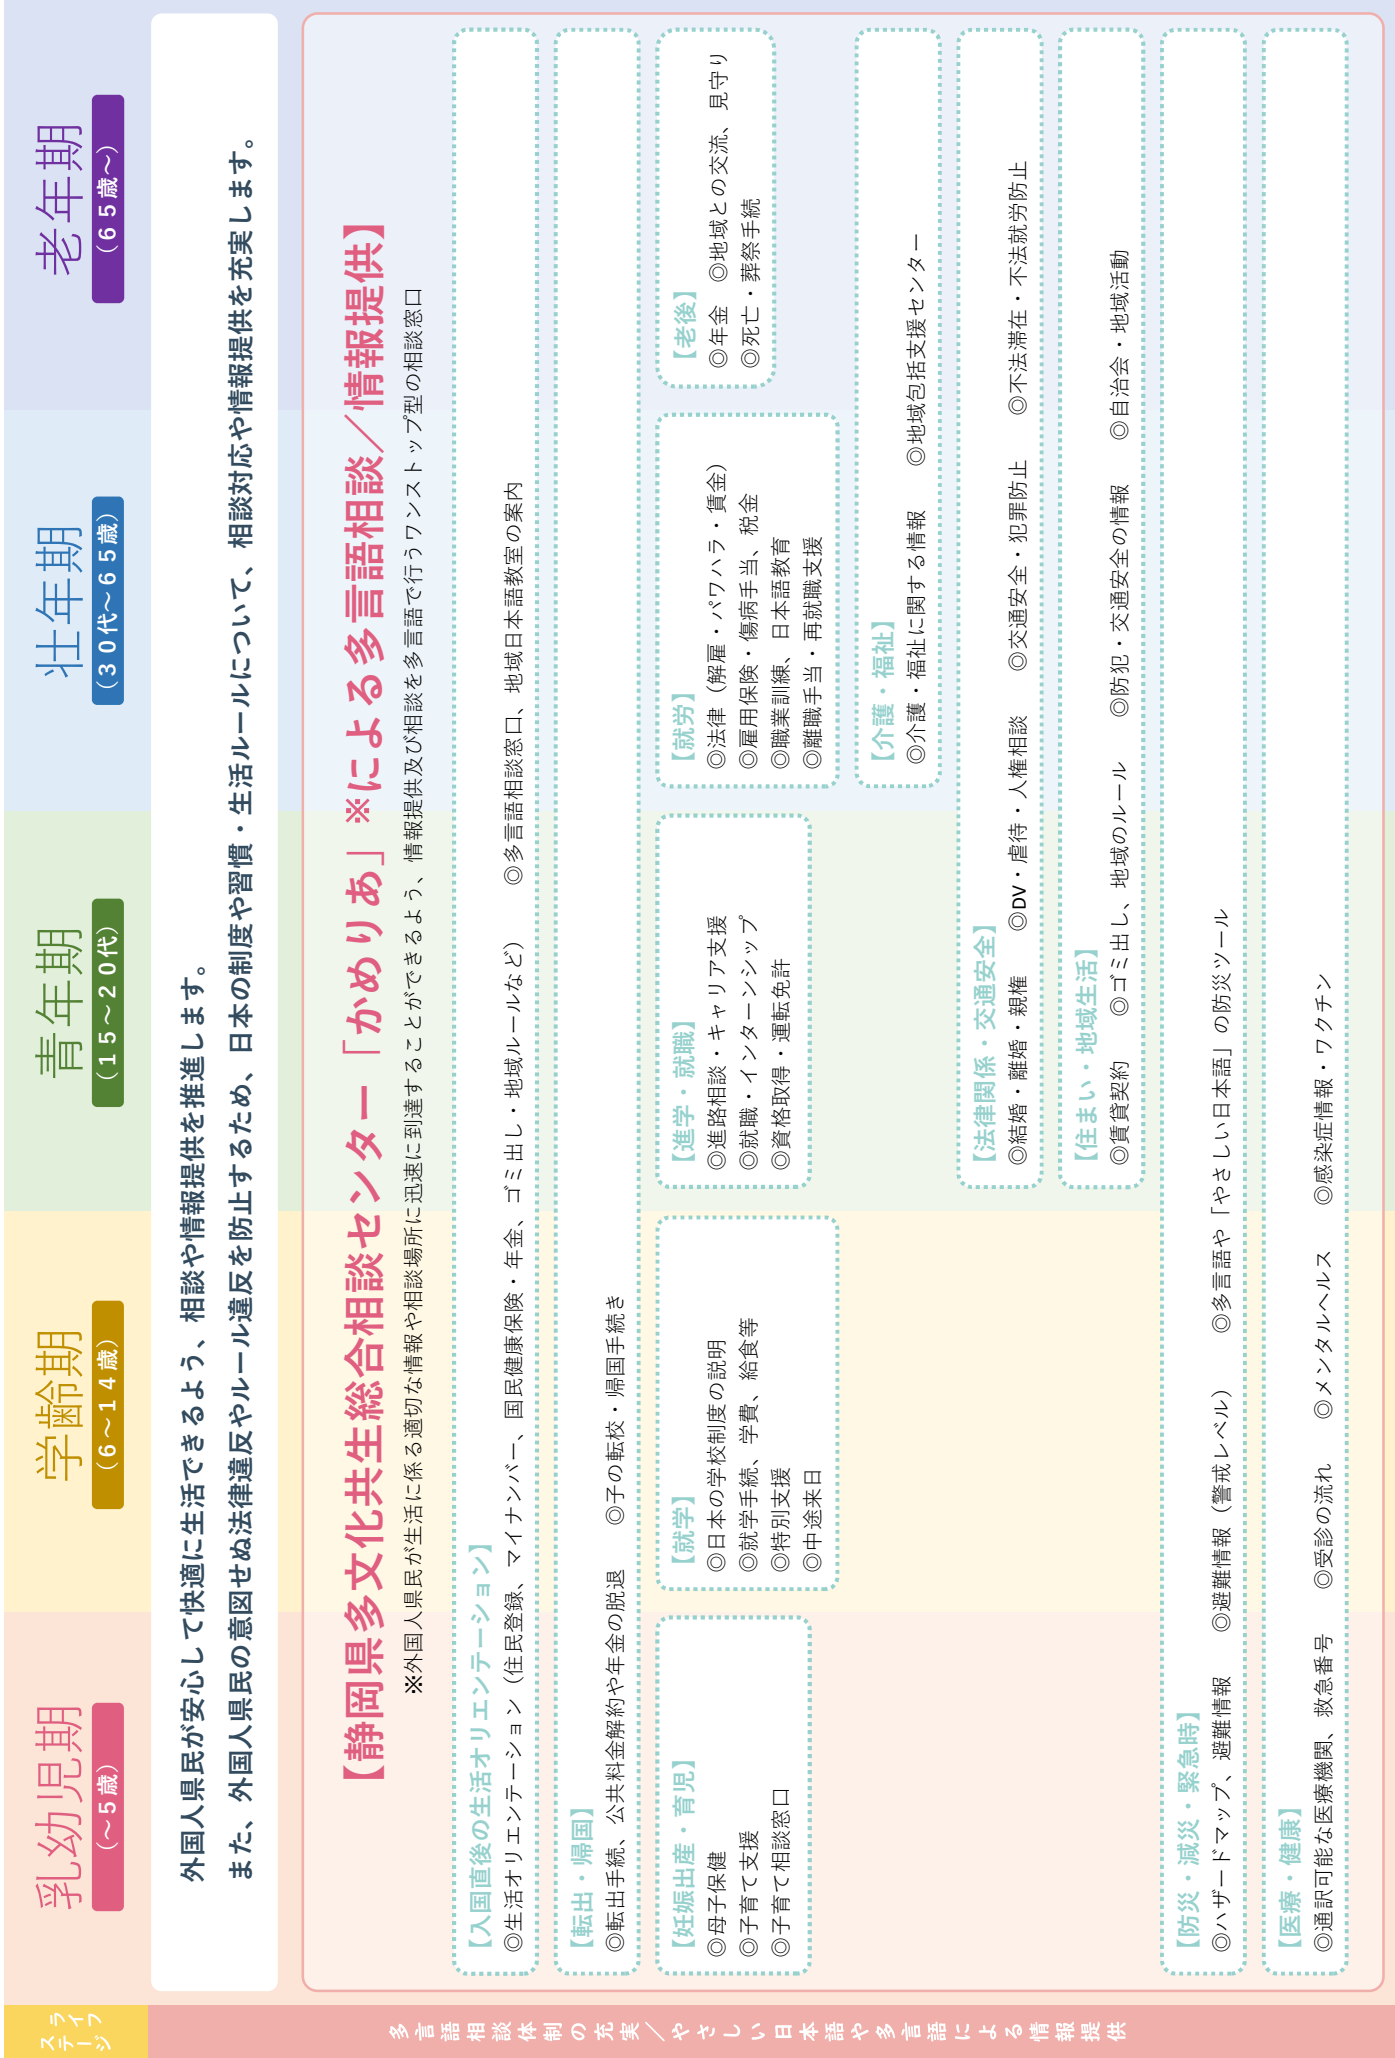 ライフ
ステージ
乳幼児期
（～５歳）
学齢期
（６～１４歳）
青年期
（１５～２０代）
壮年期
（３０代～６５歳）
老年期
（６５歳～）
多言語相談体制の充実／やさしい日本語や多言語による情報提供
外国人県民が安心して快適に生活できるよう、相談や情報提供を推進します。
また、外国人県民の意図せぬ法律違反やルール違反を防止するため、日本の制度や習慣・生活ルールについて、相談対応や情報提供を充実します。
【静岡県多文化共生総合相談センター「かめりあ」※による多言語相談／情報提供】
※外国人県民が生活に係る適切な情報や相談場所に迅速に到達することができるよう、情報提供及び相談を多言語で行うワンストップ型の相談窓口
【入国直後の生活オリエンテーション】
◎生活オリエンテーション（住民登録、マイナンバー、国民健康保険・年金、ゴミ出し・地域ルールなど）　◎多言語相談窓口、地域日本語教室の案内
【転出・帰国】
◎転出手続、公共料金解約や年金の脱退　◎子の転校・帰国手続き
【妊娠出産・育児】
◎母子保健
◎子育て支援
◎子育て相談窓口
【就学】
◎日本の学校制度の説明
◎就学手続、学費、給食等
◎特別支援
◎中途来日
【進学・就職】
◎進路相談・キャリア支援
◎就職・インターンシップ
◎資格取得・運転免許
【就労】
◎法律（解雇・パワハラ・賃金）
◎雇用保険・傷病手当、税金
◎職業訓練、日本語教育
◎離職手当・再就職支援
【老後】
◎年金　◎地域との交流、見守り
◎死亡・葬祭手続
【介護・福祉】
◎介護・福祉に関する情報　◎地域包括支援センター
【法律関係・交通安全】
◎結婚・離婚・親権　◎DV・虐待・人権相談　◎交通安全・犯罪防止　◎不法滞在・不法就労防止
【住まい・地域生活】
◎賃貸契約　◎ゴミ出し、地域のルール　◎防犯・交通安全の情報　◎自治会・地域活動
【防災・減災・緊急時】
◎ハザードマップ、避難情報　◎避難情報（警戒レベル）　◎多言語や「やさしい日本語」の防災ツール
【医療・健康】
◎通訳可能な医療機関、救急番号　◎受診の流れ　◎メンタルヘルス　◎感染症情報・ワクチン